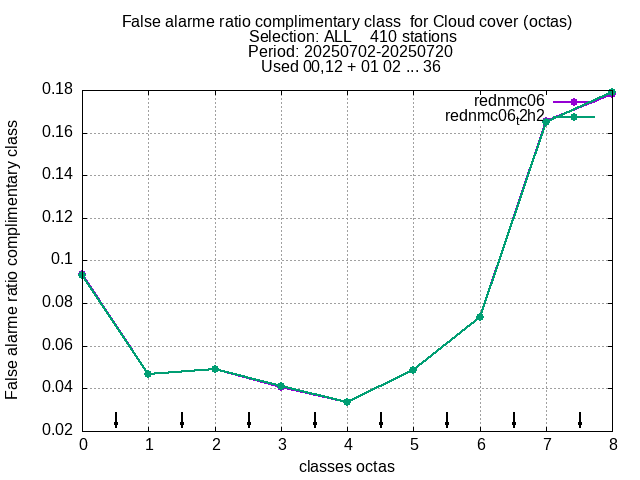 False alarme ratio complimentary class  for Cloud cover (octas)
Selection: ALL    410 stations
Period: 20250702-20250720
Used 00,12 + 01 02 ... 36
rednmc06
rednmc06_t2h2
False alarme ratio complimentary class
0.18
0.16
0.14
0.12
0.1
0.08
0.06
0.04
0.02
0 1 2 3 4 5 6 7 8
classes octas